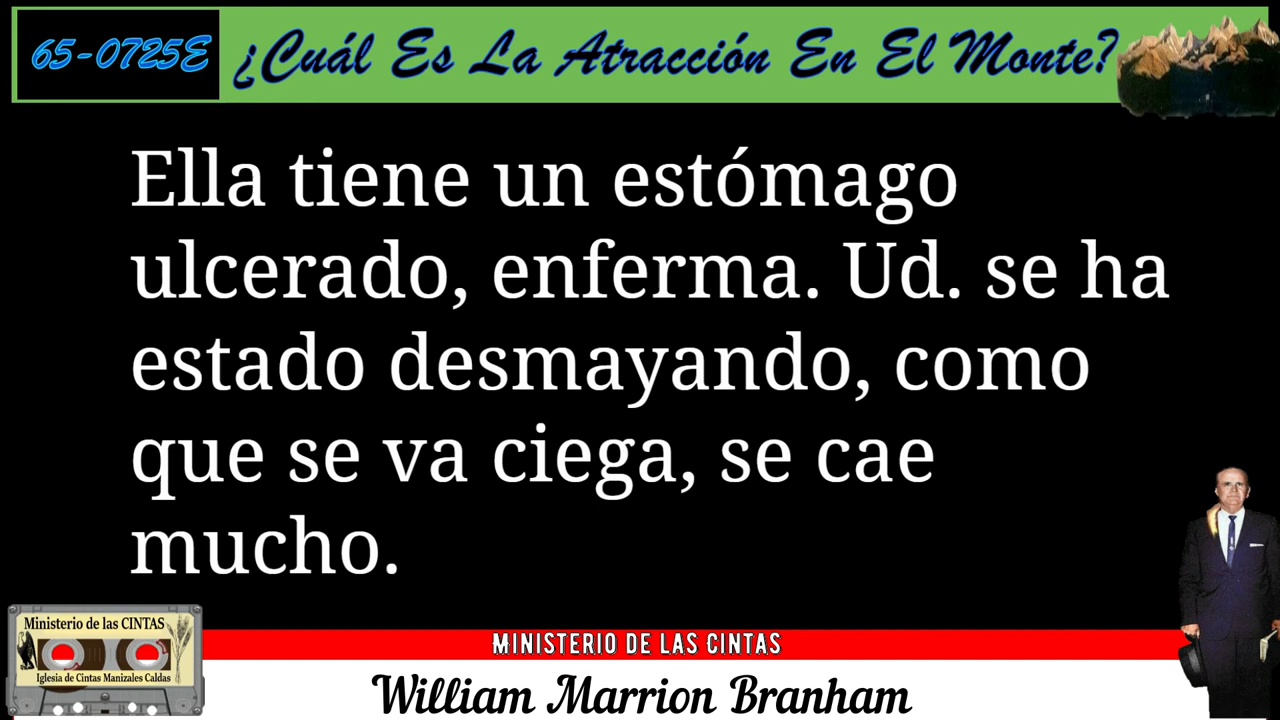 65-0725E ¿Cuál Es La Atracción En El Monte?
Ella tiene un estómago
ulcerado, enferma. Ud. se ha
estado desmayando, como
que se va ciega, se cae
mucho.
Ministerio de las CINTAS
Iglesia de Cintas Manizales Caldas
MINISTERIO DE LAS CINTAS
William Marrion Branham